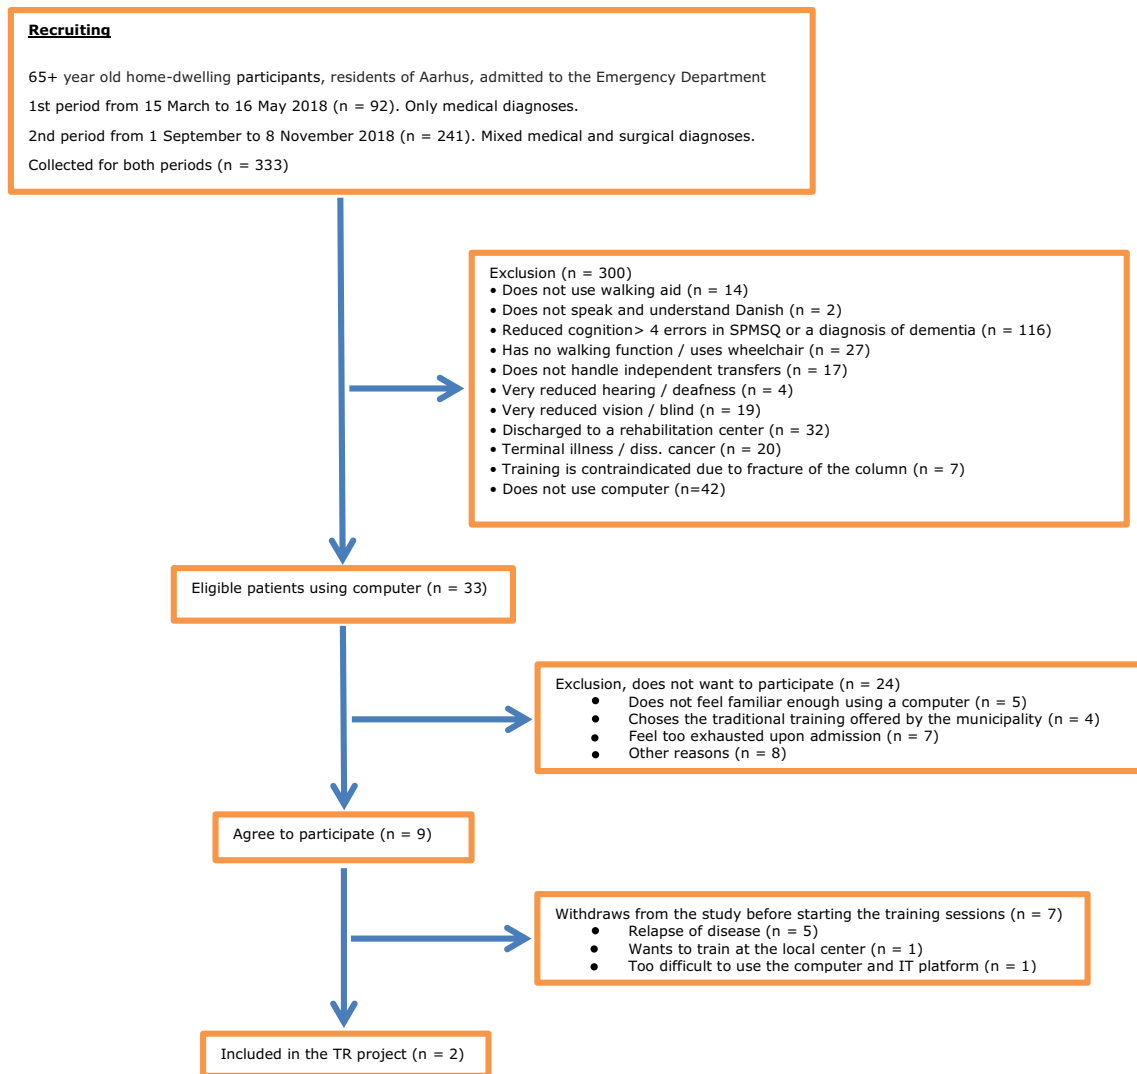 Recruiting
65+ year old home-dwelling participants, residents of Aarhus, admitted to the Emergency Department
1st period from 15 March to 16 May 2018 (n = 92). Only medical diagnoses.
2nd period from 1 September to 8 November 2018 (n = 241). Mixed medical and surgical diagnoses.
Collected for both periods (n = 333)
Exclusion (n = 300)
• Does not use walking aid (n = 14)
• Does not speak and understand Danish (n = 2)
• Reduced cognition> 4 errors in SPMSQ or a diagnosis of dementia (n = 116)
• Has no walking function / uses wheelchair (n = 27)
• Does not handle independent transfers (n = 17)
• Very reduced hearing / deafness (n = 4)
• Very reduced vision / blind (n = 19)
• Discharged to a rehabilitation center (n = 32)
• Terminal illness / diss. cancer (n = 20)
• Training is contraindicated due to fracture of the column (n = 7)
• Does not use computer (n=42)
Eligible patients using computer (n = 33)
Exclusion, does not want to participate (n = 24)
• Does not feel familiar enough using a computer (n = 5)
• Choses the traditional training offered by the municipality (n = 4)
• Feel too exhausted upon admission (n = 7)
• Other reasons (n = 8)
Agree to participate (n = 9)
Withdraws from the study before starting the training sessions (n = 7)
• Relapse of disease (n = 5)
• Wants to train at the local center (n = 1)
• Too difficult to use the computer and IT platform (n = 1)
Included in the TR project (n = 2)